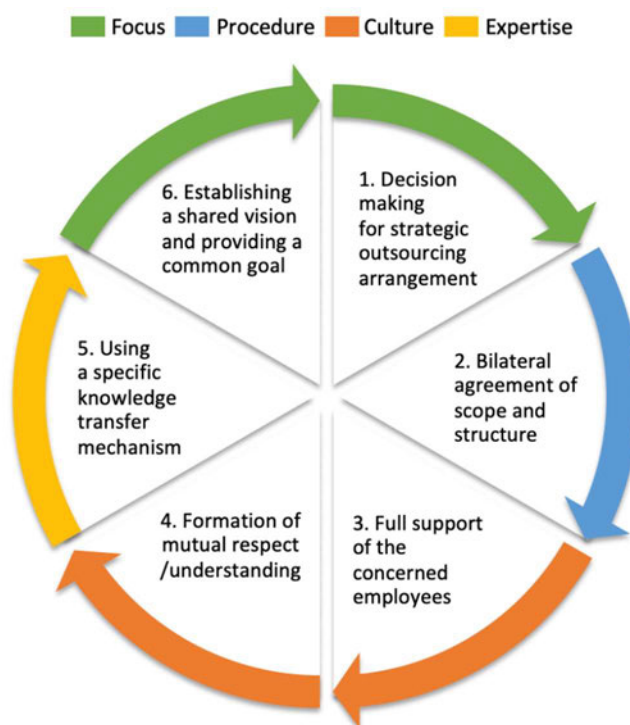 Focus Procedure Culture Expertise
1. Decision
making
for strategic
outsourcing
arrangement
2. Bilateral
agreement of
scope and
structure
3. Full support
of the
concerned
employees
4. Formation of
mutual respect
/understanding
5. Using
a specific
knowledge
transfer
mechanism
6. Establishing
a shared vision
and providing a
common goal